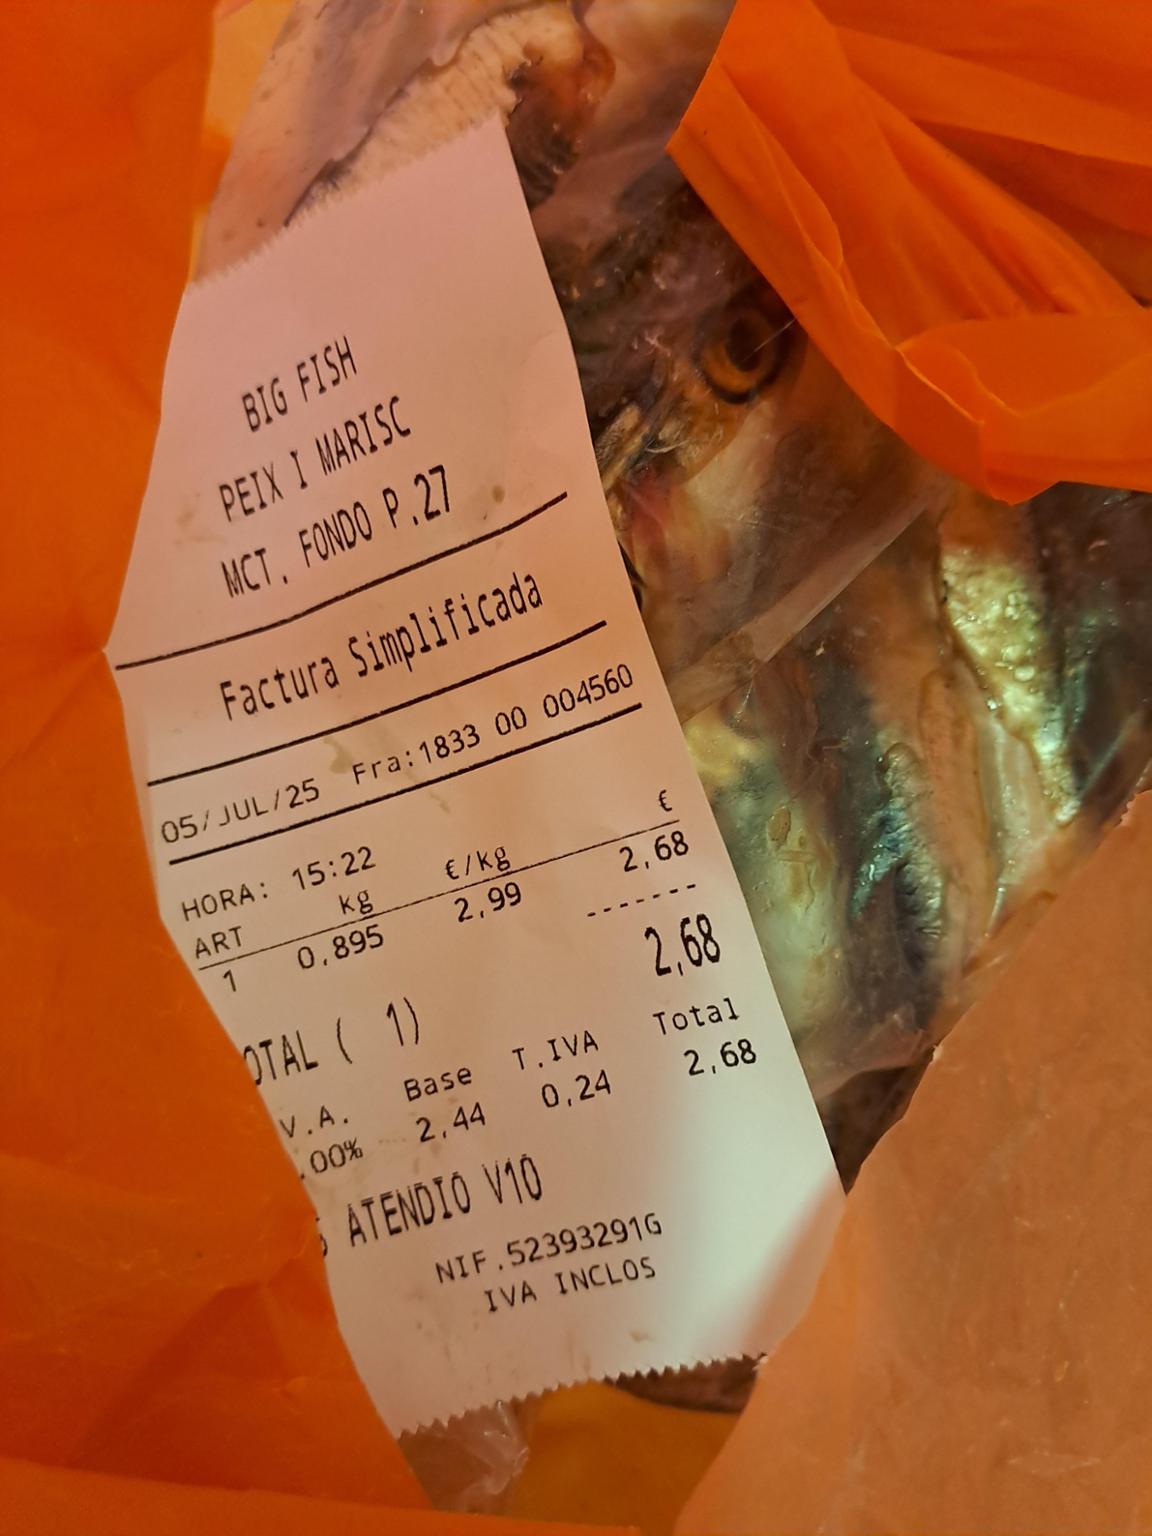 BIG FISH
PEIX I MARISC
MCT. FONDO P.27
Factura Simplificada
05/JUL/25 Fra:1833 00 004560
HORA: 15:22
ART kg €/kg €
1 0,895 2,99 2,68
-------
OTAL ( 1) 2,68
V.A. Base T.IVA Total
.00% 2,44 0,24 2,68
ATENDIO V10
NIF.52393291G
IVA INCLOS